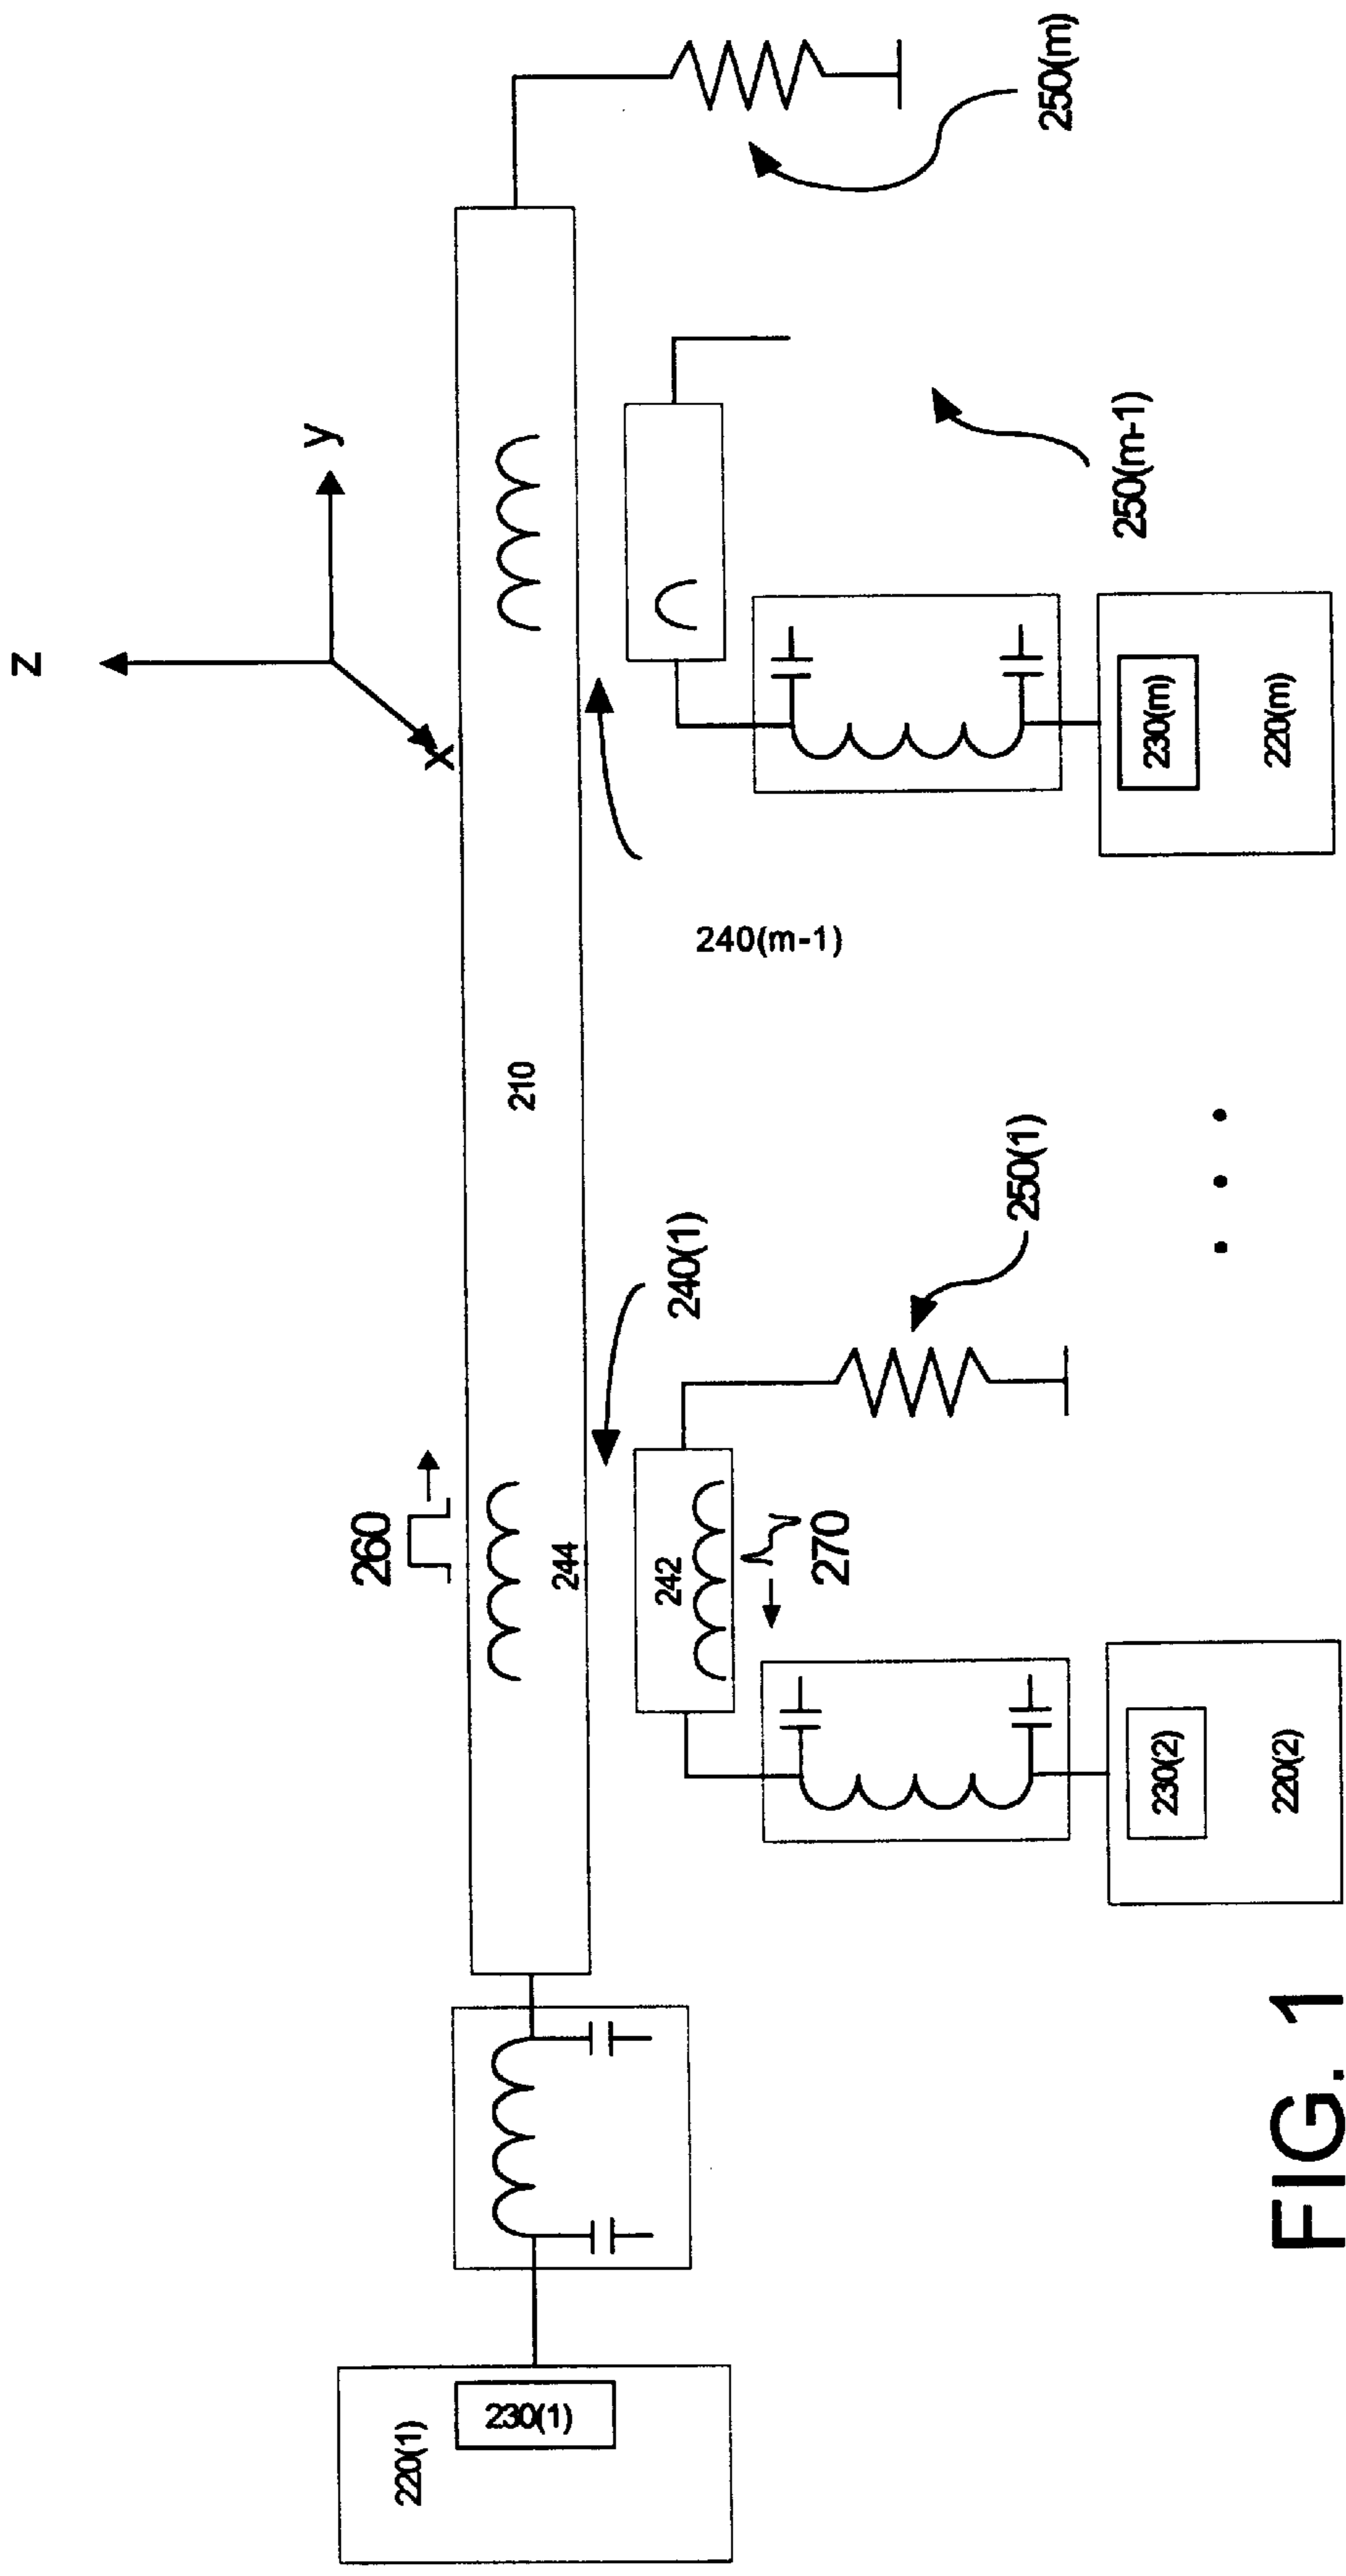 z
y
x
260
244
210
240(1)
240(m-1)
242
270
250(1)
250(m-1)
250(m)
220(1)
230(1)
230(2)
220(2)
230(m)
220(m)
FIG. 1